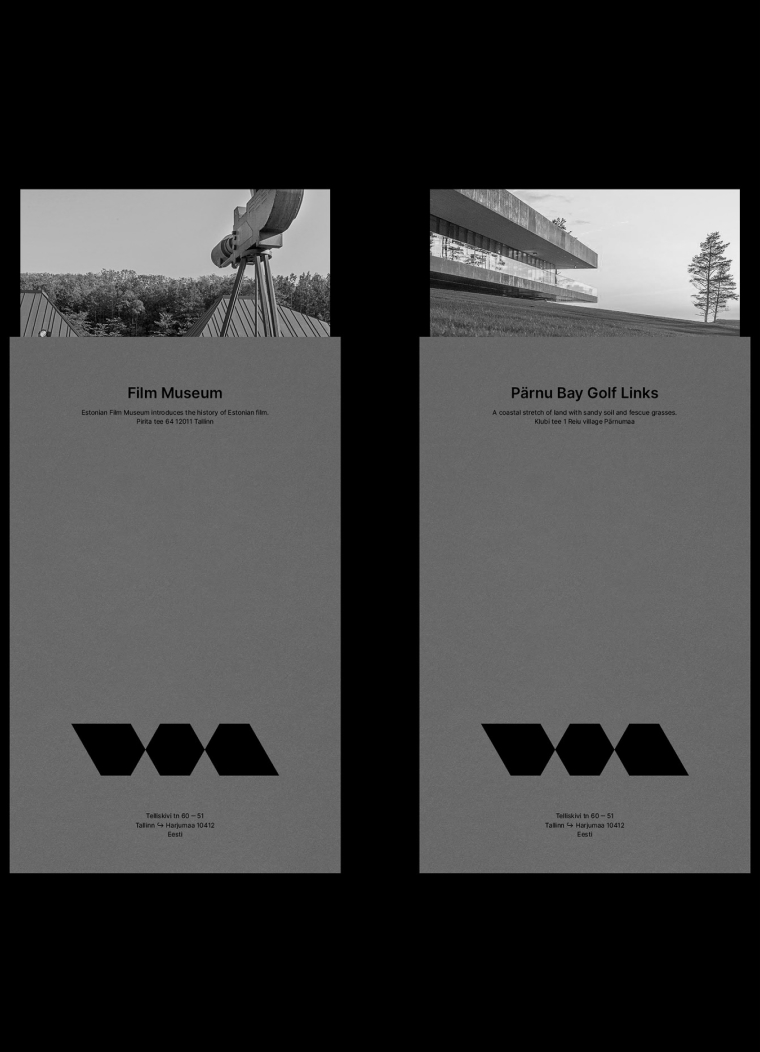 Film Museum
Estonian Film Museum introduces the history of Estonian film.
Pirita tee 64 12011 Tallinn
Telliskivi tn 60 — 51
Tallinn ↪ Harjumaa 10412
Eesti
Pärnu Bay Golf Links
A coastal stretch of land with sandy soil and fescue grasses.
Klubi tee 1 Reiu village Pärnumaa
Telliskivi tn 60 — 51
Tallinn ↪ Harjumaa 10412
Eesti